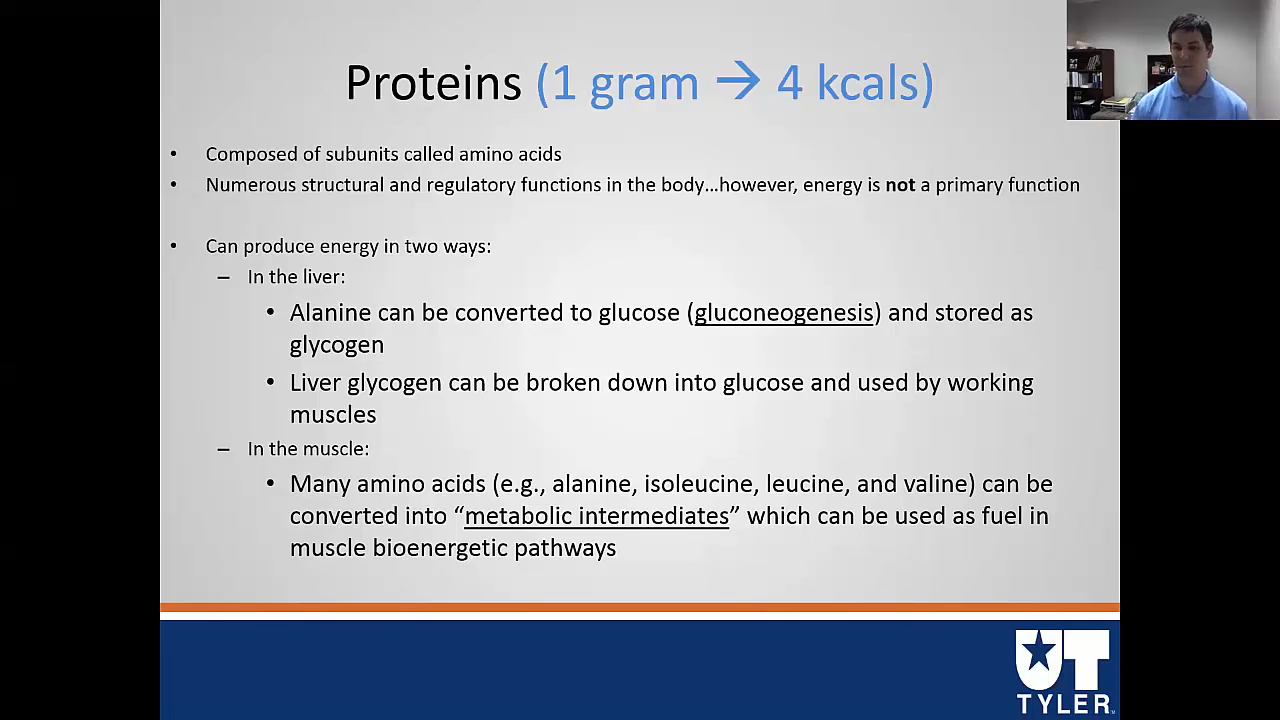 Proteins (1 gram → 4 kcals)
• Composed of subunits called amino acids
• Numerous structural and regulatory functions in the body...however, energy is not a primary function
• Can produce energy in two ways:
– In the liver:
• Alanine can be converted to glucose (gluconeogenesis) and stored as
glycogen
• Liver glycogen can be broken down into glucose and used by working
muscles
– In the muscle:
• Many amino acids (e.g., alanine, isoleucine, leucine, and valine) can be
converted into “metabolic intermediates” which can be used as fuel in
muscle bioenergetic pathways
UT
TYLER